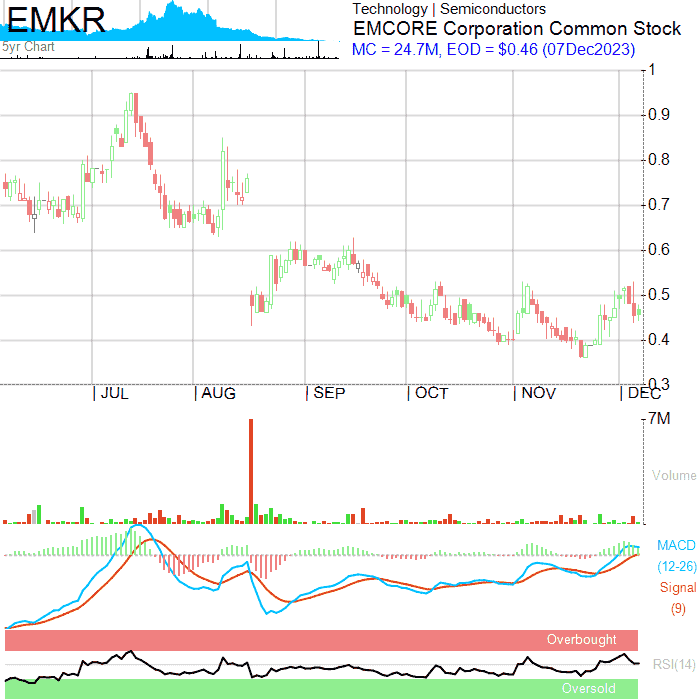 EMKR
5yr Chart
Technology | Semiconductors
EMCORE Corporation Common Stock
MC = 24.7M, EOD = $0.46 (07Dec2023)
1
0.9
0.8
0.7
0.6
0.5
0.4
0.3
| JUL | AUG | SEP | OCT | NOV | DEC
7M
Volume
MACD
(12-26)
Signal
(9)
Overbought
RSI(14)
Oversold